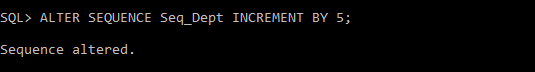 SQL> ALTER SEQUENCE Seq_Dept INCREMENT BY 5;
Sequence altered.